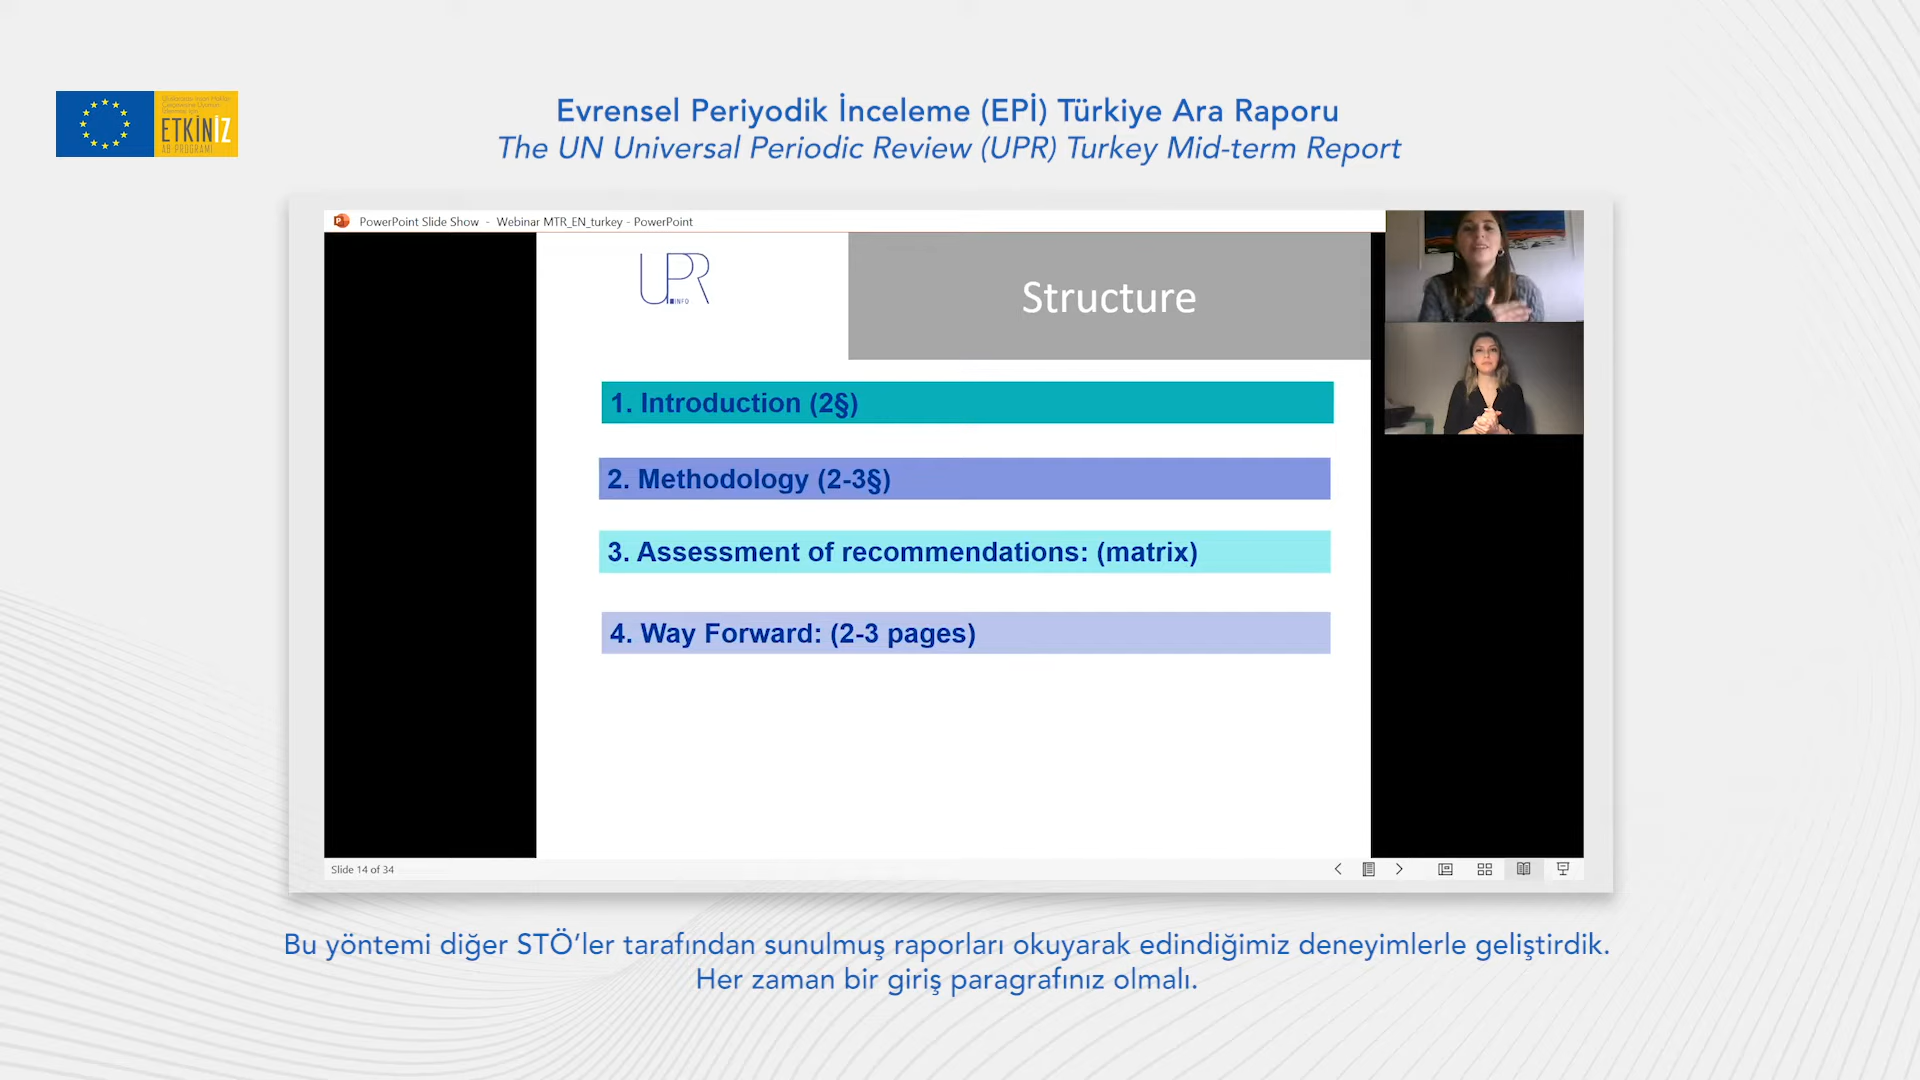 ETKİNİZ
AB PROGRAMI
Evrensel Periyodik İnceleme (EPİ) Türkiye Ara Raporu
The UN Universal Periodic Review (UPR) Turkey Mid-term Report
PowerPoint Slide Show - Webinar MTR_EN_turkey - PowerPoint
UPR
INFO
Structure
1. Introduction (2§)
2. Methodology (2-3§)
3. Assessment of recommendations: (matrix)
4. Way Forward: (2-3 pages)
Slide 14 of 34
Bu yöntemi diğer STÖ’ler tarafından sunulmuş raporları okuyarak edindiğimiz deneyimlerle geliştirdik.
Her zaman bir giriş paragrafınız olmalı.